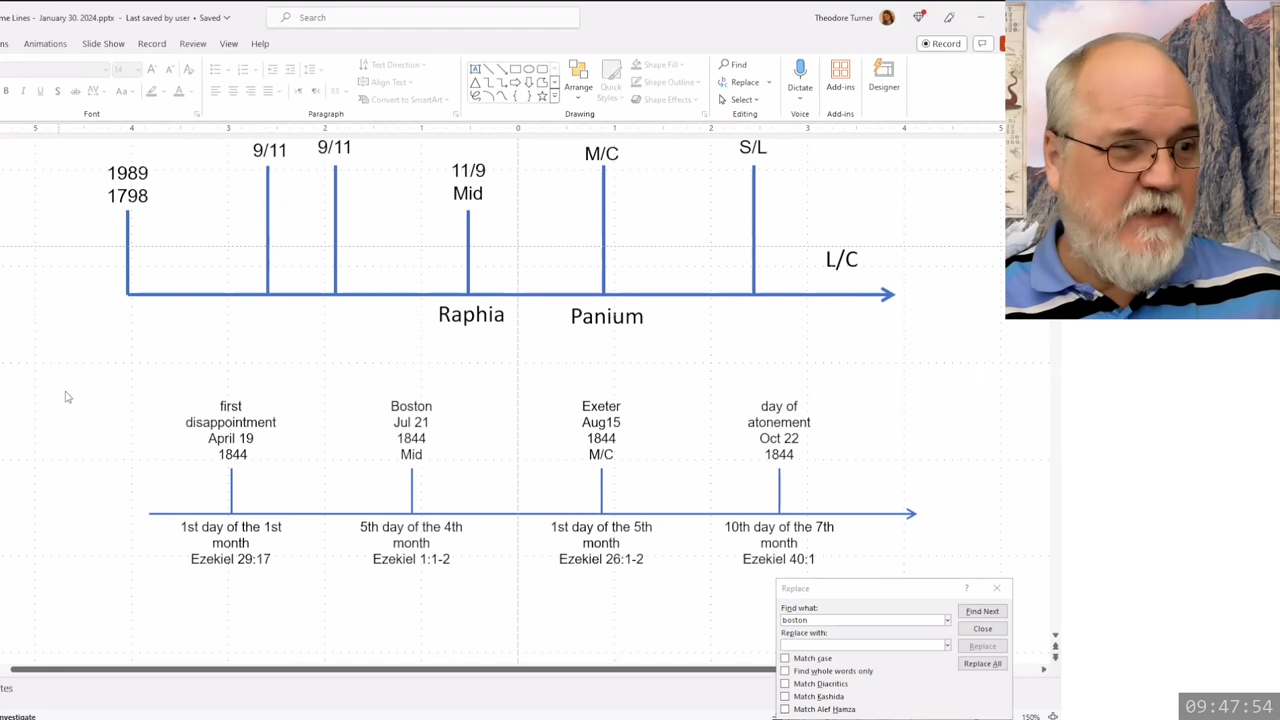 me Lines - January 30. 2024.pptx • Last saved by user • Saved
Search
Theodore Turner
ns Animations Slide Show Record Review View Help
Record
14
Text Direction
Align Text
Convert to SmartArt
Arrange
Quick Styles
Shape Fill
Shape Outline
Shape Effects
Find
Replace
Select
Dictate
Add-ins
Designer
Font
Paragraph
Drawing
Editing
Voice
Add-ins
5 4 3 2 1 0 1 2 3 4 5
1989
1798
9/11
9/11
11/9
Mid
M/C
S/L
L/C
Raphia
Panium
first
disappointment
April 19
1844
Boston
Jul 21
1844
Mid
Exeter
Aug15
1844
M/C
day of
atonement
Oct 22
1844
1st day of the 1st
month
Ezekiel 29:17
5th day of the 4th
month
Ezekiel 1:1-2
1st day of the 5th
month
Ezekiel 26:1-2
10th day of the 7th
month
Ezekiel 40:1
Replace
?
Find what:
boston
Find Next
Close
Replace with:
Replace
Replace All
Match case
Find whole words only
Match Diacritics
Match Kashida
Match Alef Hamza
tes
nvestigate
150%
09:47:54